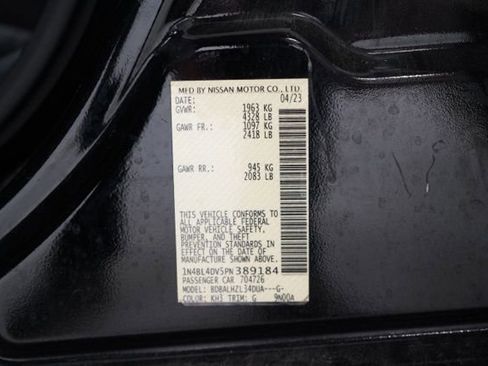 MFD BY NISSAN MOTOR CO., LTD.
DATE: 04/23
GVWR: 1963 KG
4328 LB
GAWR FR.: 1097 KG
2418 LB
GAWR RR.: 945 KG
2083 LB
THIS VEHICLE CONFORMS TO
ALL APPLICABLE FEDERAL
MOTOR VEHICLE SAFETY,
BUMPER, AND THEFT
PREVENTION STANDARDS IN
EFFECT ON THE DATE OF
MANUFACTURE SHOWN ABOVE.
1N4BL4DV5PN389184
PASSENGER CAR 704726
MODEL: BDBALHZL34DUA---G-
COLOR: KH3 TRIM: G 9N00A